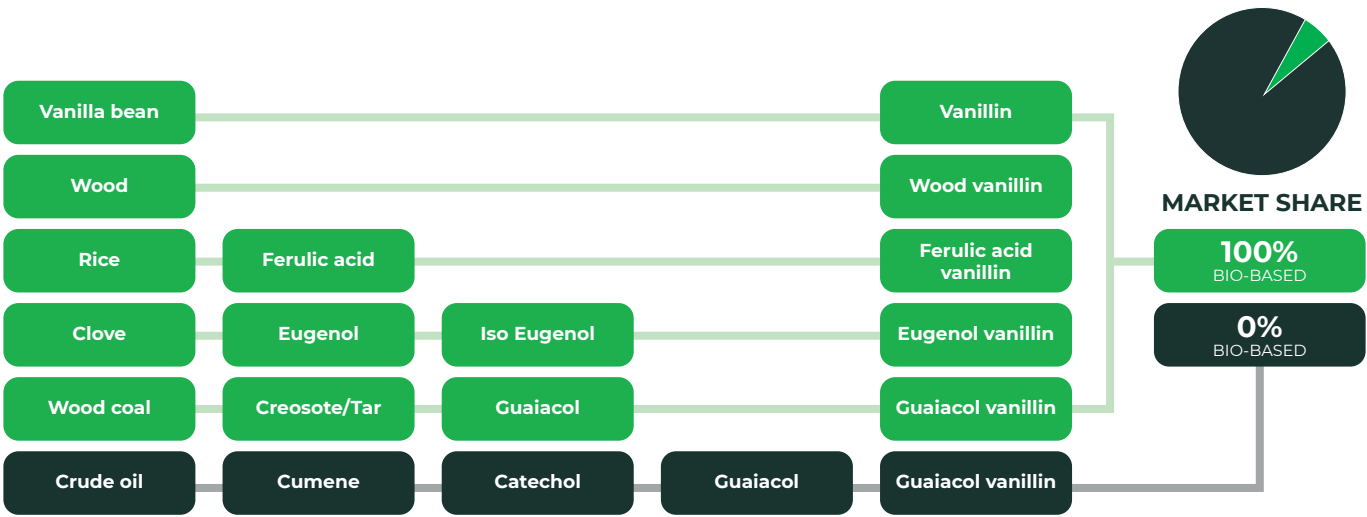 Vanilla bean
Vanillin
Wood
Wood vanillin
MARKET SHARE
Rice
Ferulic acid
Ferulic acid
vanillin
100%
BIO-BASED
Clove
Eugenol
Iso Eugenol
Eugenol vanillin
0%
BIO-BASED
Wood coal
Creosote/Tar
Guaiacol
Guaiacol vanillin
Crude oil
Cumene
Catechol
Guaiacol
Guaiacol vanillin